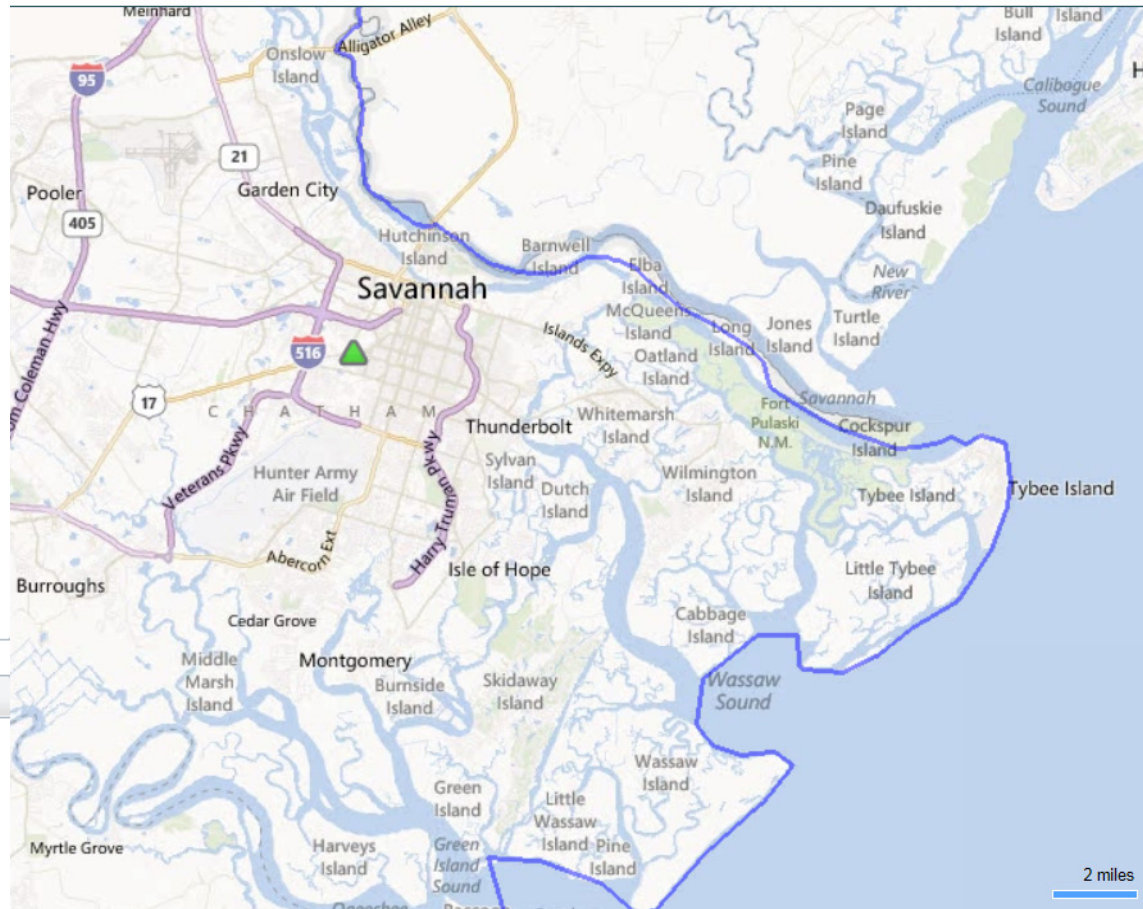 Meinhard
Bull
Island
Island
Alligator Alley
Onslow
Island
H
95
Calibogue
Sound
Page
Island
21
Pine
Island
Pooler
Garden City
405
Daufuskie
Island
Hutchinson
Island
Barnwell
Island
Elba
Island
New
River
Savannah
McQueens
Island
Long
Island
Jones
Island
Turtle
Island
Islands Expy
Oatland
Island
516
om Coleman Hwy
17
CHATHAM
Savannah
Fort
Pulaski
N.M.
Whitemarsh
Island
Thunderbolt
Cockspur
Island
Veterans Pkwy
Hunter Army
Air Field
Harry Truman Pkwy
Sylvan
Island
Dutch
Island
Wilmington
Island
Tybee Island
Tybee Island
Abercorn Ext
Isle of Hope
Burroughs
Little Tybee
Island
Cedar Grove
Cabbage
Island
Middle
Marsh
Island
Montgomery
Burnside
Island
Skidaway
Island
Wassaw
Sound
Wassaw
Island
Green
Island
Little
Wassaw
Island
Pine
Island
Myrtle Grove
Harveys
Island
Green
Island
Sound
2 miles